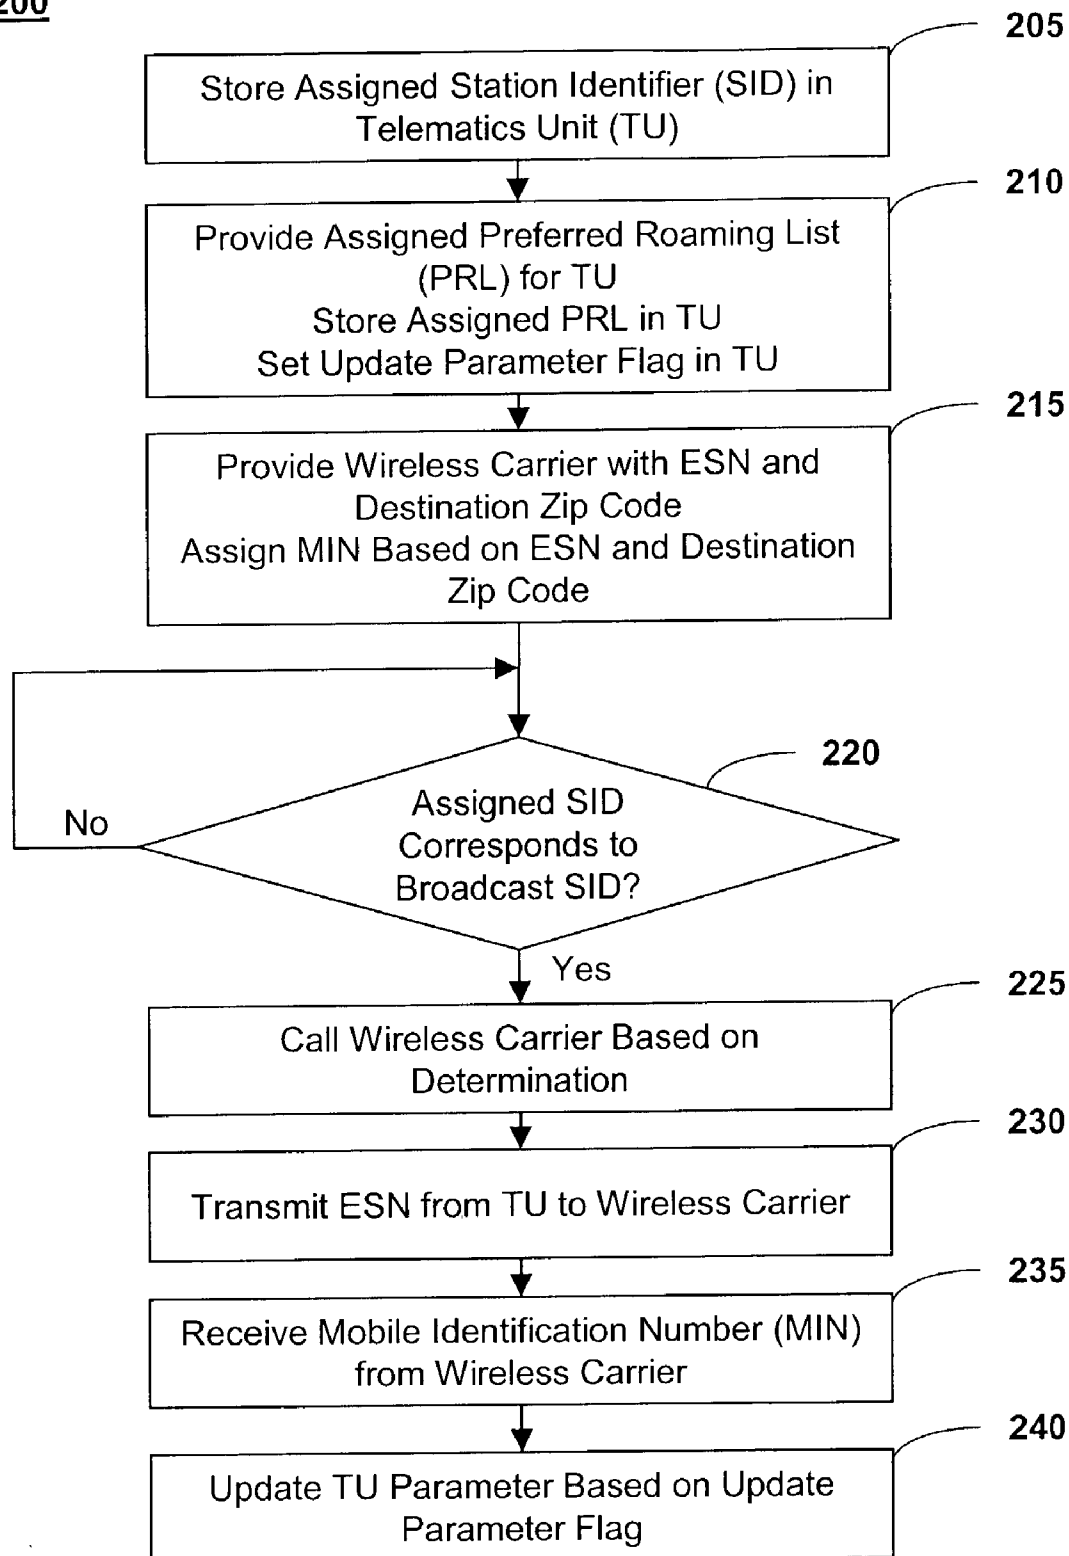 200
205
Store Assigned Station Identifier (SID) in
Telematics Unit (TU)
210
Provide Assigned Preferred Roaming List
(PRL) for TU
Store Assigned PRL in TU
Set Update Parameter Flag in TU
215
Provide Wireless Carrier with ESN and
Destination Zip Code
Assign MIN Based on ESN and Destination
Zip Code
220
Assigned SID
Corresponds to
Broadcast SID?
No
Yes
225
Call Wireless Carrier Based on
Determination
230
Transmit ESN from TU to Wireless Carrier
235
Receive Mobile Identification Number (MIN)
from Wireless Carrier
240
Update TU Parameter Based on Update
Parameter Flag